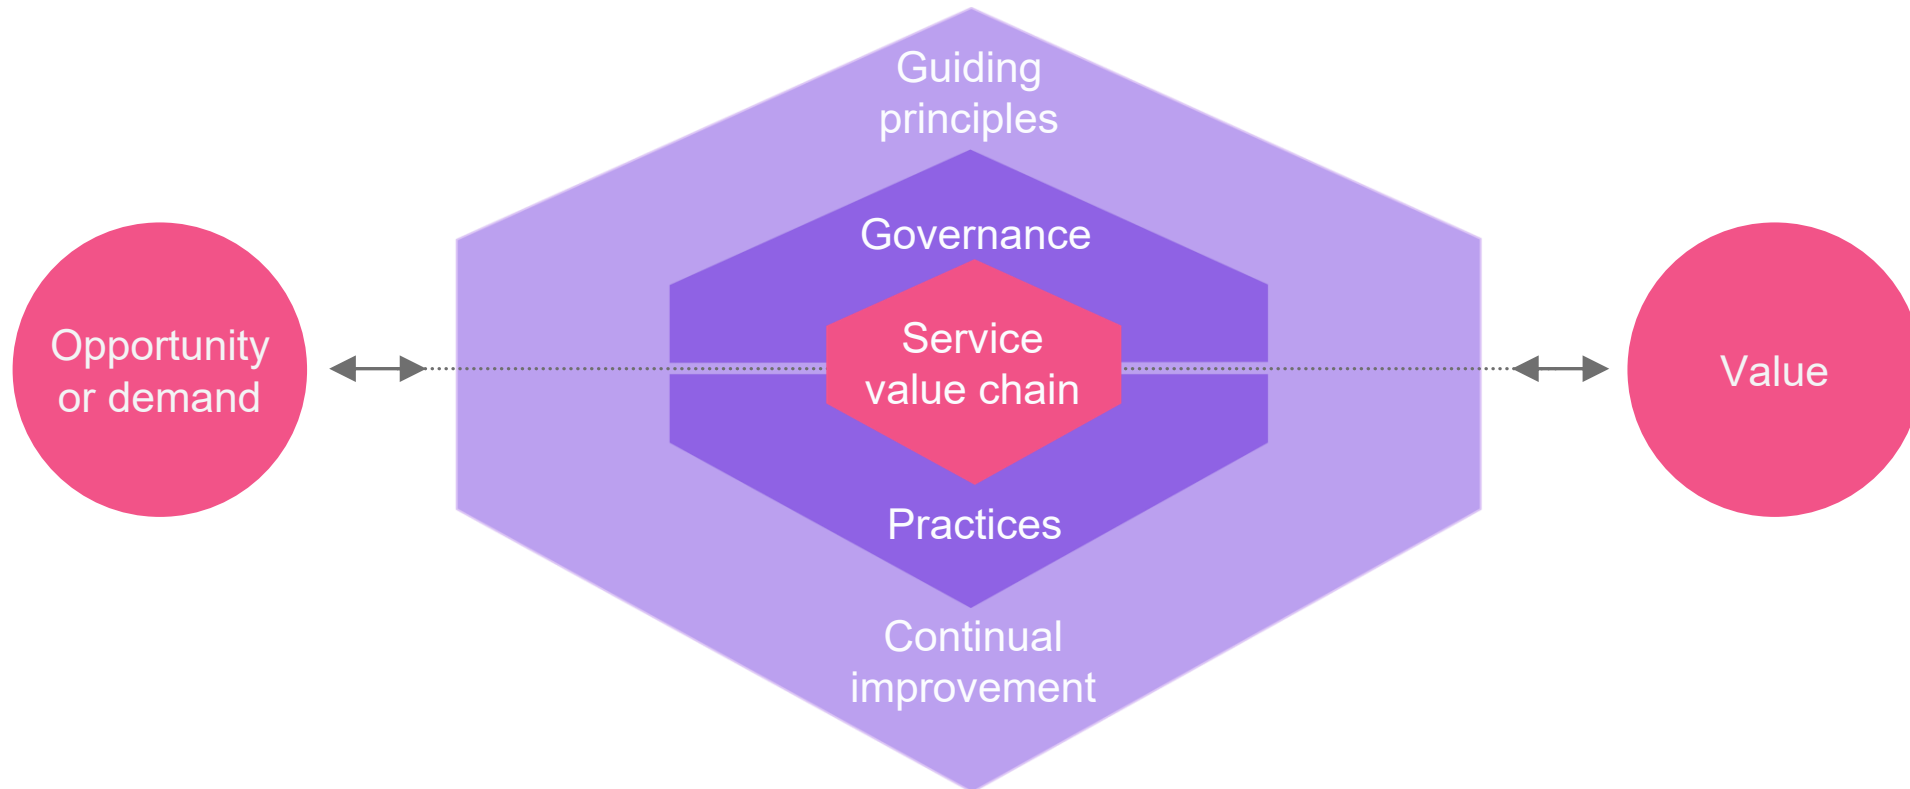 Guiding
principles
Governance
Opportunity
or demand
Service
value chain
Value
Practices
Continual
improvement